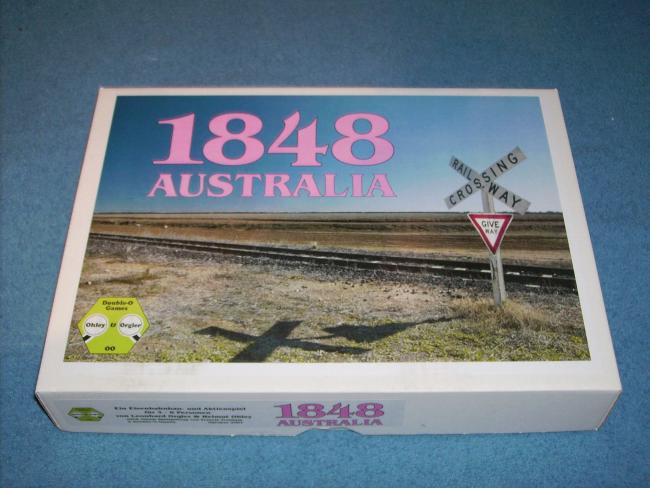 1848
AUSTRALIA
RAIL
CROSSING
WAY
GIVE
WAY
Double-O
Games
Ohley & Orgler
OO
Ein Eisenbahnbau- und Aktienspiel
für 3 - 6 Personen
von Leonhard Orgler & Helmut Ohley
1848
AUSTRALIA